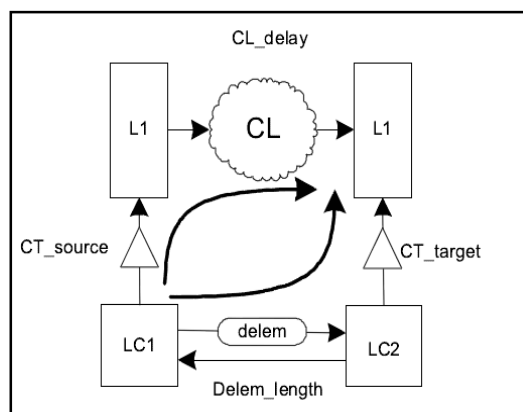 CL_delay
L1
CL
L1
CT_source
CT_target
LC1
delem
LC2
Delem_length